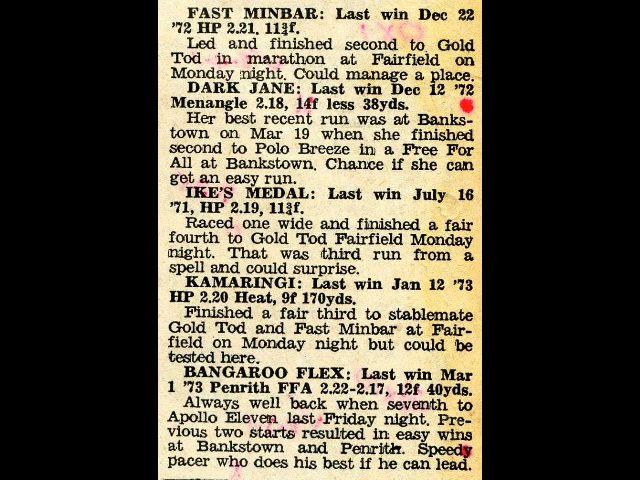 FAST MINBAR: Last win Dec 22
'72 HP 2.21. 11¾f.
Led and finished second to Gold
Tod in marathon at Fairfield on
Monday night. Could manage a place.
DARK JANE: Last win Dec 12 '72
Menangle 2.18, 14f less 38yds.
Her best recent run was at Banks-
town on Mar 19 when she finished
second to Polo Breeze in a Free For
All at Bankstown. Chance if she can
get an easy run.
IKE'S MEDAL: Last win July 16
'71, HP 2.19, 11¾f.
Raced one wide and finished a fair
fourth to Gold Tod Fairfield Monday
night. That was third run from a
spell and could surprise.
KAMARINGI: Last win Jan 12 '73
HP 2.20 Heat, 9f 170yds.
Finished a fair third to stablemate
Gold Tod and Fast Minbar at Fair-
field on Monday night but could be
tested here.
BANGAROO FLEX: Last win Mar
1 '73 Penrith FFA 2.22-2.17, 12f 40yds.
Always well back when seventh to
Apollo Eleven last Friday night. Pre-
vious two starts resulted in easy wins
at Bankstown and Penrith. Speedy
pacer who does his best if he can lead.